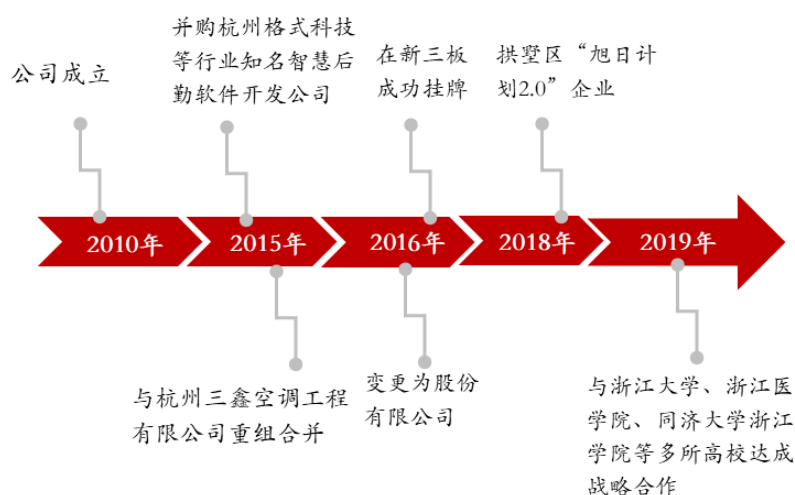 公司成立
并购杭州格式科技
等行业知名智慧后
勤软件开发公司
在新三板
成功挂牌
拱墅区“旭日计
划2.0”企业
2010年
2015年
2016年
2018年
2019年
与杭州三鑫空调工程
有限公司重组合并
变更为股份
有限公司
与浙江大学、浙江医
学院、同济大学浙江
学院等多所高校达成
战略合作